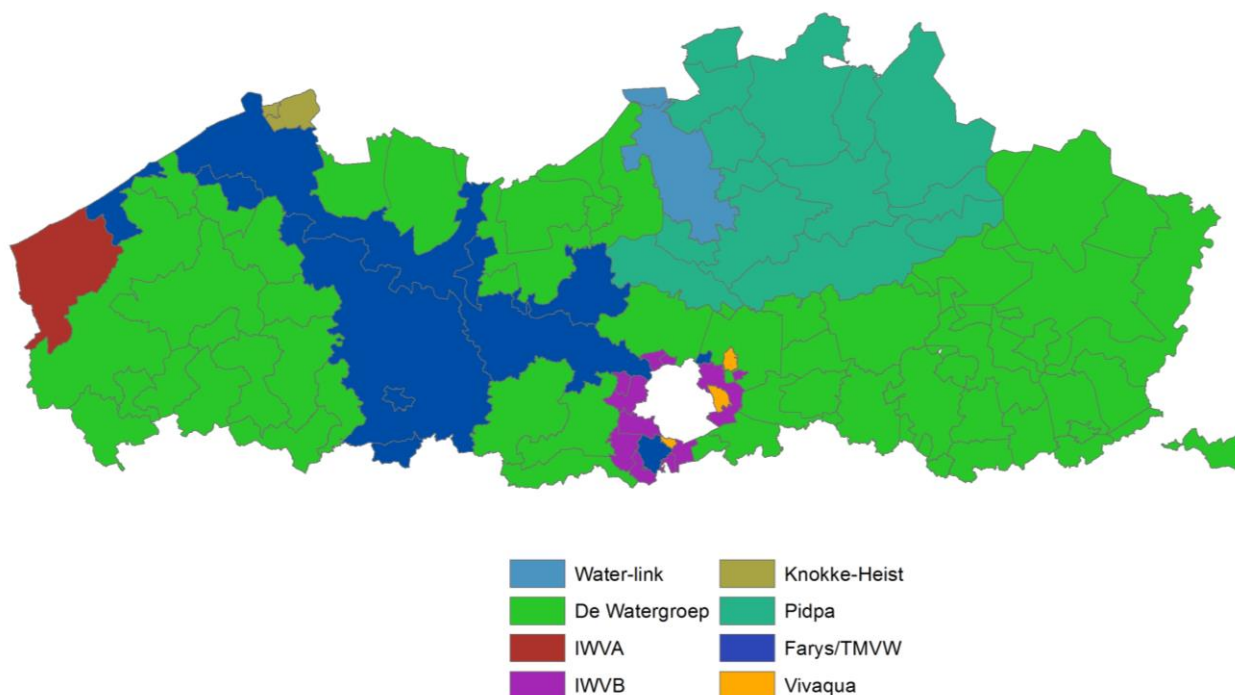 Water-link
Knokke-Heist
De Watergroep
Pidpa
IWVA
Farys/TMVW
IWVB
Vivaqua